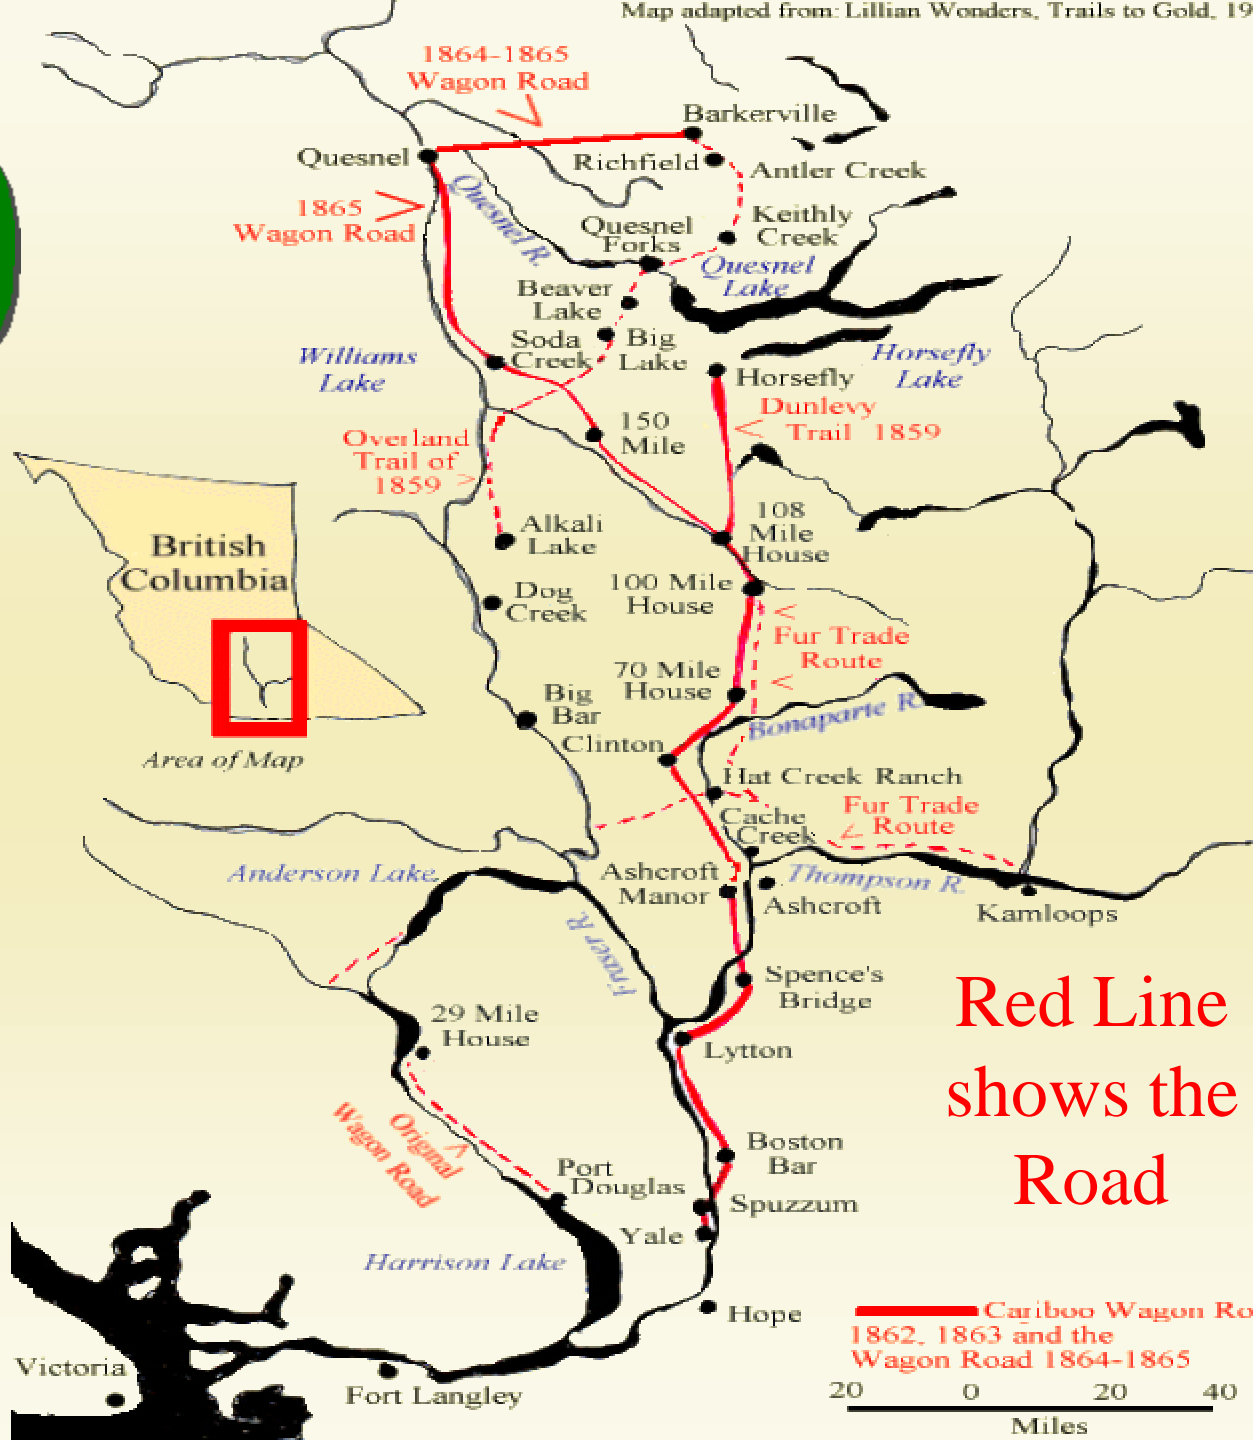 Map adapted from: Lillian Wonders, Trails to Gold, 19
1864-1865
Wagon Road
Barkerville
Quesnel
Richfield
Antler Creek
1865
Wagon Road
Quesnel R.
Keithly
Creek
Quesnel
Forks
Quesnel
Lake
Beaver
Lake
Soda
Creek
Big
Lake
Williams
Lake
Horsefly
Lake
Horsefly
Dunlevy
Trail 1859
150
Mile
Overland
Trail of
1859
108
Mile
House
Alkali
Lake
British
Columbia
100 Mile
House
Dog
Creek
Fur Trade
Route
70 Mile
House
Big
Bar
Bonaparte R.
Clinton
Area of Map
Hat Creek Ranch
Cache
Creek
Fur Trade
Route
Anderson Lake
Ashcroft
Manor
Thompson R.
Ashcroft
Kamloops
Fraser R.
Spence's
Bridge
Red Line
shows the
Road
29 Mile
House
Lytton
Original
Wagon Road
Boston
Bar
Port
Douglas
Spuzzum
Yale
Harrison Lake
Hope
Cariboo Wagon Ro
1862, 1863 and the
Wagon Road 1864-1865
Victoria
Fort Langley
20 0 20 40
Miles